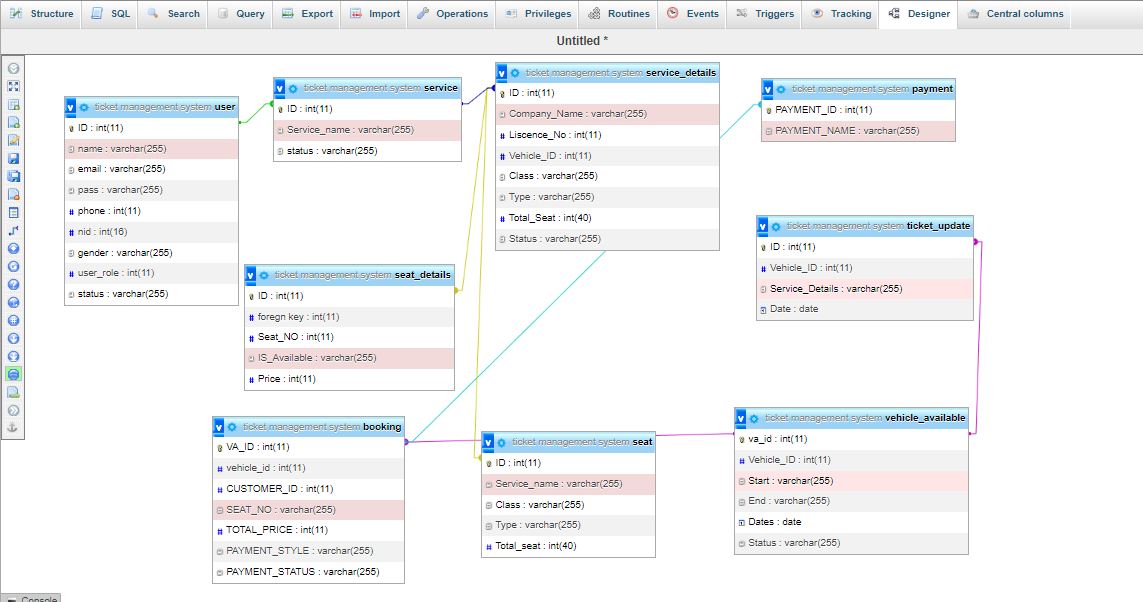 Structure SQL Search Query Export Import Operations Privileges Routines Events Triggers Tracking Designer Central columns
Untitled *
ticket management system user
ID : int(11)
name : varchar(255)
email : varchar(255)
pass : varchar(255)
phone : int(11)
nid : int(16)
gender : varchar(255)
user_role : int(11)
status : varchar(255)
ticket management system service
ID : int(11)
Service_name : varchar(255)
status : varchar(255)
ticket management system service_details
ID : int(11)
Company_Name : varchar(255)
Liscence_No : int(11)
Vehicle_ID : int(11)
Class : varchar(255)
Type : varchar(255)
Total_Seat : int(40)
Status : varchar(255)
ticket management system payment
PAYMENT_ID : int(11)
PAYMENT_NAME : varchar(255)
ticket management system ticket_update
ID : int(11)
Vehicle_ID : int(11)
Service_Details : varchar(255)
Date : date
ticket management system seat_details
ID : int(11)
foregn key : int(11)
Seat_NO : int(11)
IS_Available : varchar(255)
Price : int(11)
ticket management system booking
VA_ID : int(11)
vehicle_id : int(11)
CUSTOMER_ID : int(11)
SEAT_NO : varchar(255)
TOTAL_PRICE : int(11)
PAYMENT_STYLE : varchar(255)
PAYMENT_STATUS : varchar(255)
ticket management system seat
ID : int(11)
Service_name : varchar(255)
Class : varchar(255)
Type : varchar(255)
Total_seat : int(40)
ticket management system vehicle_available
va_id : int(11)
Vehicle_ID : int(11)
Start : varchar(255)
End : varchar(255)
Dates : date
Status : varchar(255)
Console